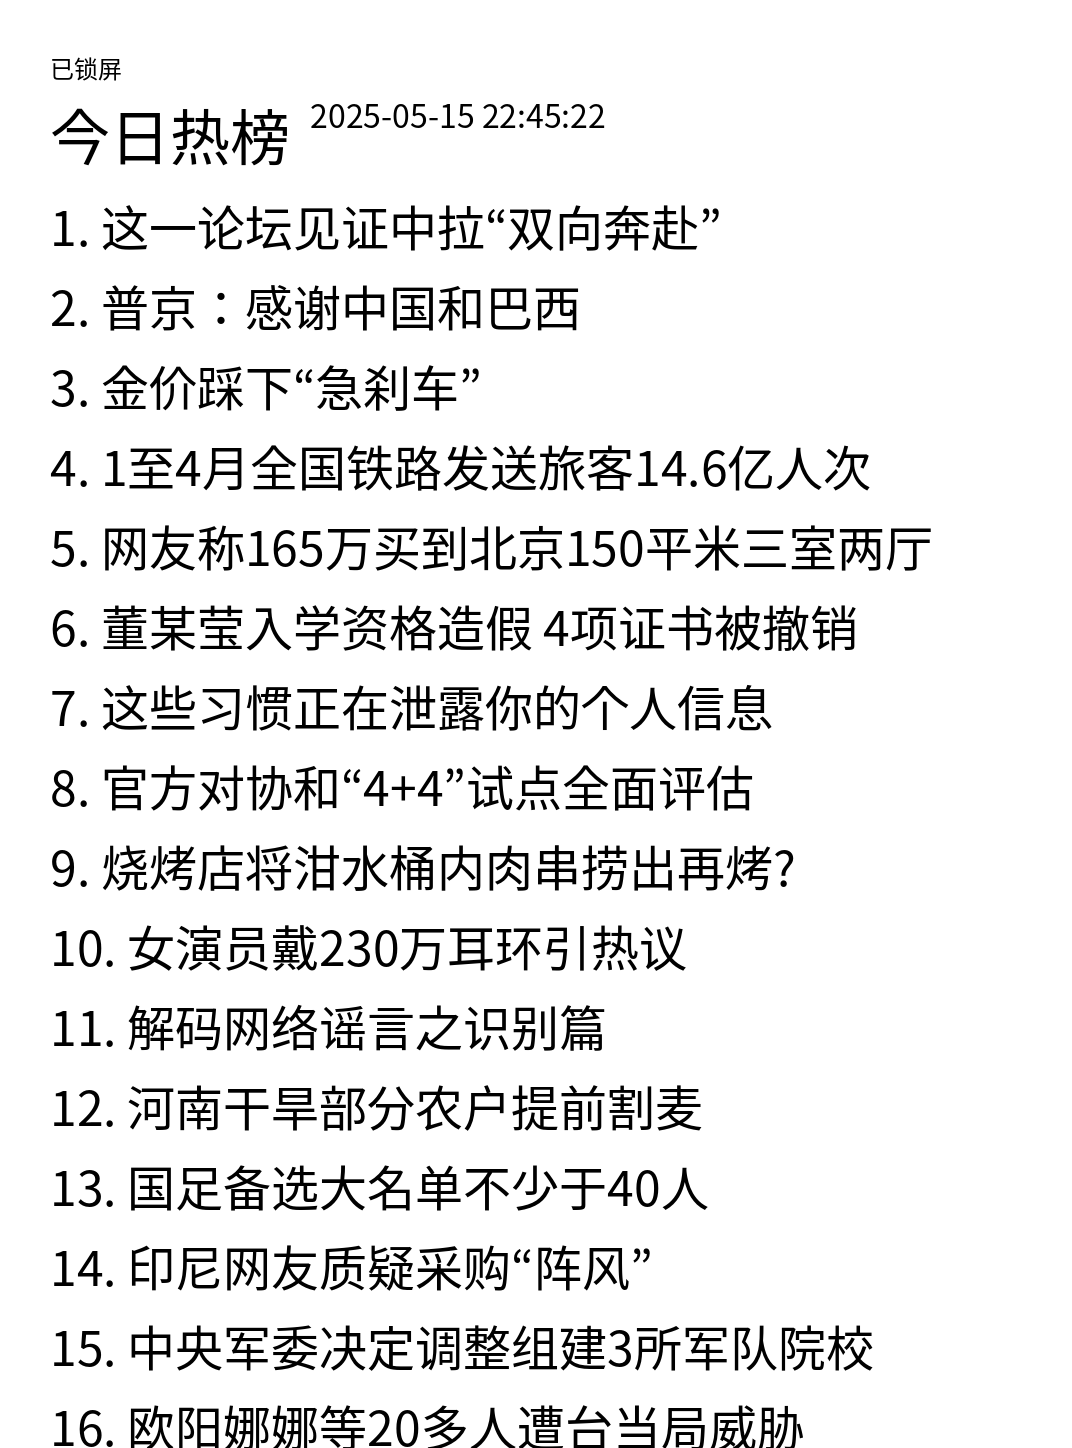 已锁屏
今日热榜 2025-05-15 22:45:22
1. 这一论坛见证中拉“双向奔赴”
2. 普京：感谢中国和巴西
3. 金价踩下“急刹车”
4. 1至4月全国铁路发送旅客14.6亿人次
5. 网友称165万买到北京150平米三室两厅
6. 董某莹入学资格造假 4项证书被撤销
7. 这些习惯正在泄露你的个人信息
8. 官方对协和“4+4”试点全面评估
9. 烧烤店将泔水桶内肉串捞出再烤?
10. 女演员戴230万耳环引热议
11. 解码网络谣言之识别篇
12. 河南干旱部分农户提前割麦
13. 国足备选大名单不少于40人
14. 印尼网友质疑采购“阵风”
15. 中央军委决定调整组建3所军队院校
16. 欧阳娜娜等20多人遭台当局威胁